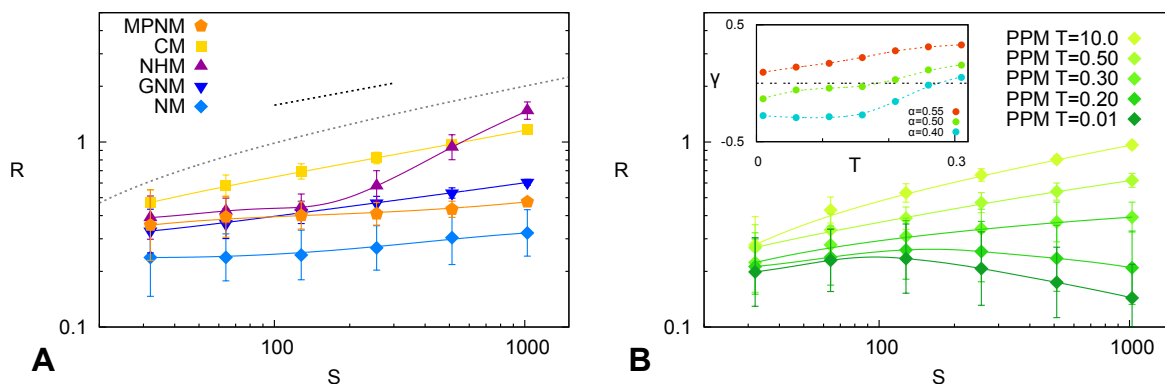 1
R
0.1
100
1000
S
A
MPNM
CM
NHM
GNM
NM
1
R
0.1
100
1000
S
B
PPM T=10.0
PPM T=0.50
PPM T=0.30
PPM T=0.20
PPM T=0.01
0.5
γ
-0.5
0
T
0.3
α=0.55
α=0.50
α=0.40